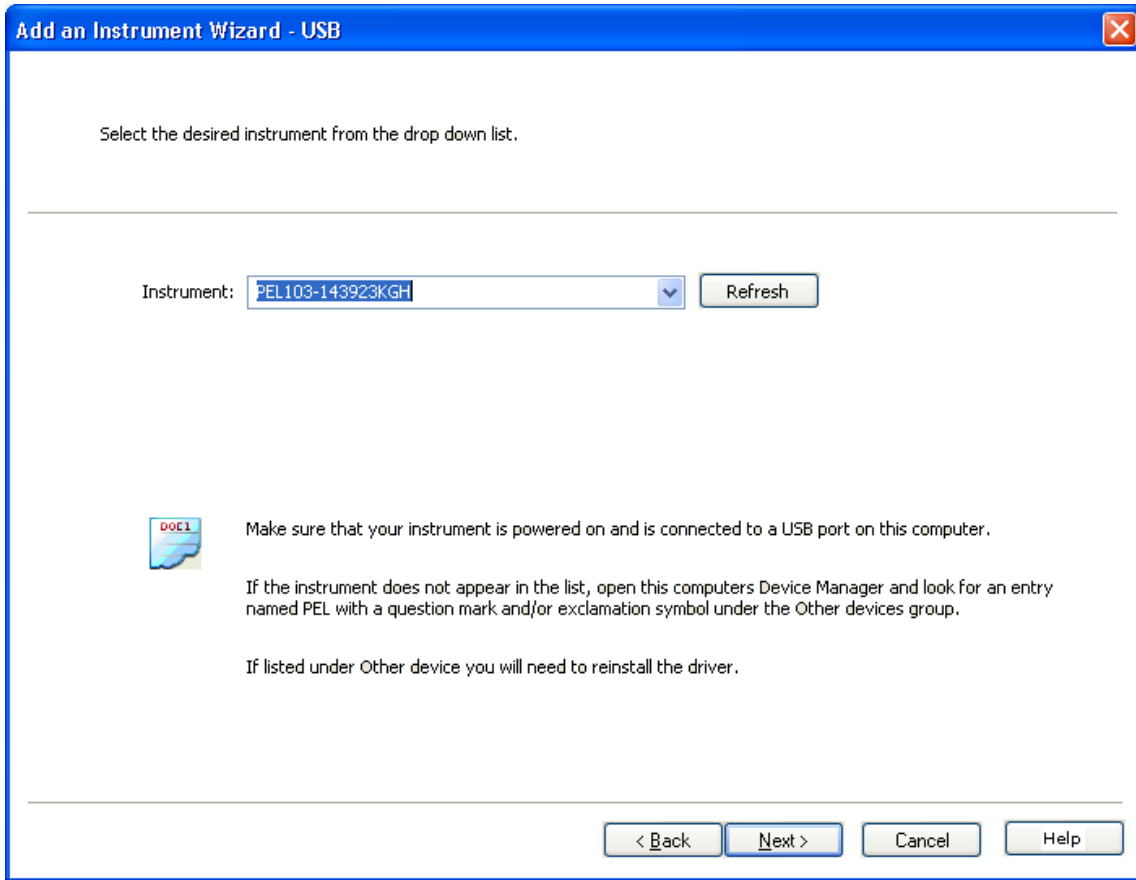 Add an Instrument Wizard - USB
Select the desired instrument from the drop down list.
Instrument: PEL103-143923KGH Refresh
DOC1
Make sure that your instrument is powered on and is connected to a USB port on this computer.
If the instrument does not appear in the list, open this computers Device Manager and look for an entry
named PEL with a question mark and/or exclamation symbol under the Other devices group.
If listed under Other device you will need to reinstall the driver.
< Back Next > Cancel Help